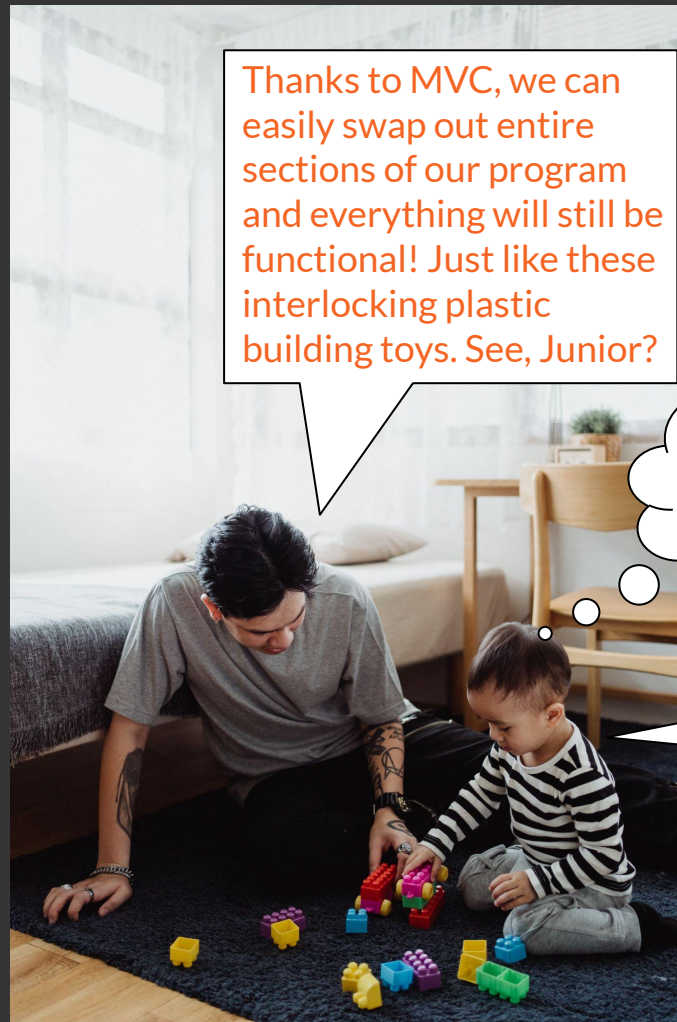 Thanks to MVC, we can
easily swap out entire
sections of our program
and everything will still be
functional! Just like these
interlocking plastic
building toys. See, Junior?